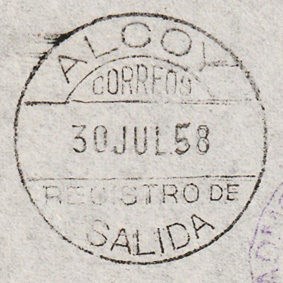 ALCOY
CORREOS
30 JUL 58
REGISTRO DE
SALIDA